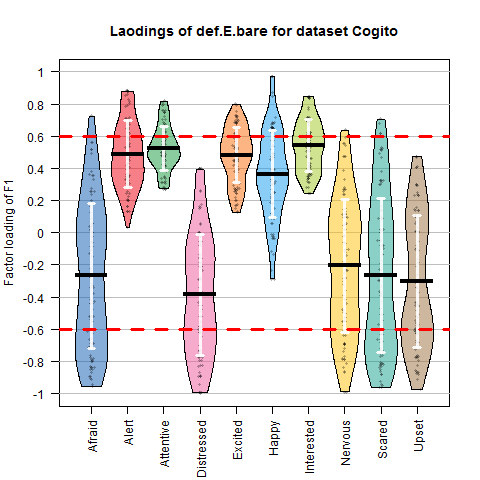 Laodings of def.E.bare for dataset Cogito
Factor loading of F1
1
0.8
0.6
0.4
0.2
0
-0.2
-0.4
-0.6
-0.8
-1
Afraid
Alert
Attentive
Distressed
Excited
Happy
Interested
Nervous
Scared
Upset